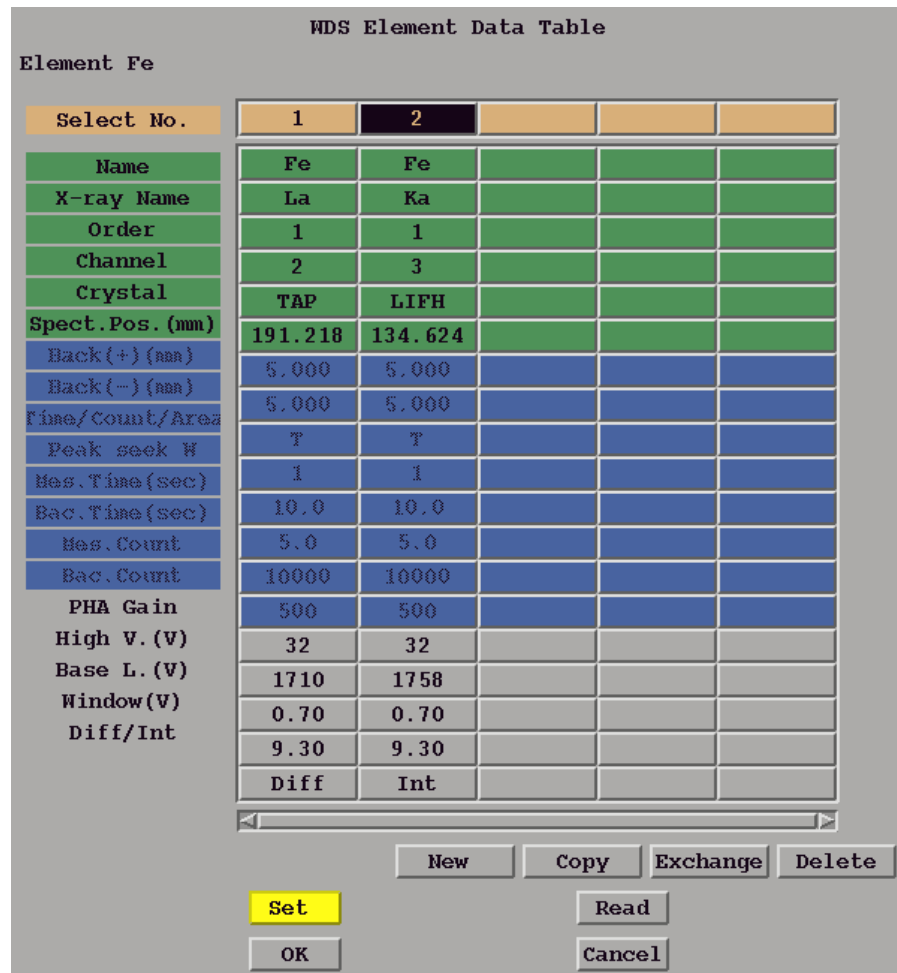 WDS Element Data Table
Element Fe
Select No. 1 2
Name Fe Fe
X-ray Name La Ka
Order 1 1
Channel 2 3
Crystal TAP LIFH
Spect.Pos.(mm) 191.218 134.624
Back(+)(mm) 5.000 5.000
Back(-)(mm) 5.000 5.000
Time/Count/Area T T
Peak seek W 1 1
Mes.Time(sec) 10.0 10.0
Bac.Time(sec) 5.0 5.0
Mes.Count 10000 10000
Bac.Count 500 500
PHA Gain 32 32
High V.(V) 1710 1758
Base L.(V) 0.70 0.70
Window(V) 9.30 9.30
Diff/Int Diff Int
New Copy Exchange Delete
Set Read
OK Cancel